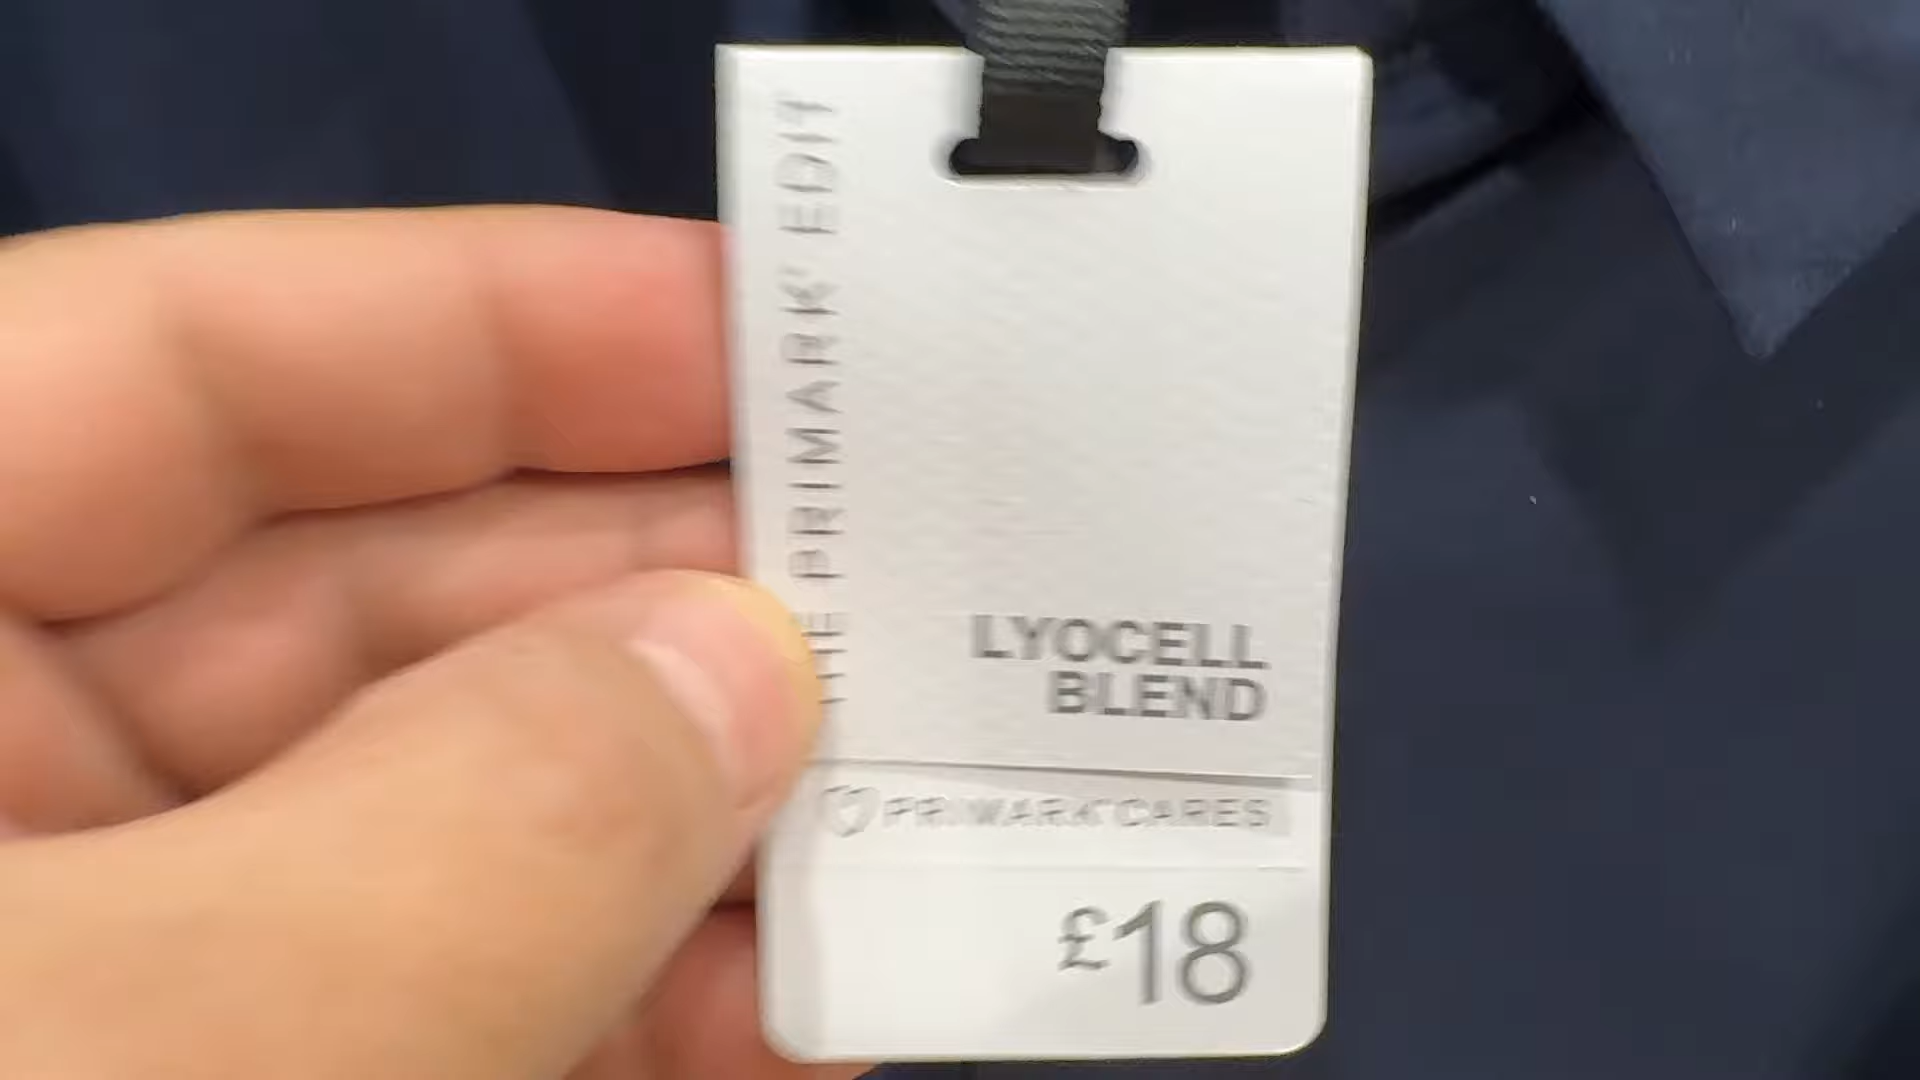 THE PRIMARK® EDIT
LYOCELL
BLEND
PRIMARK® CARES
£18